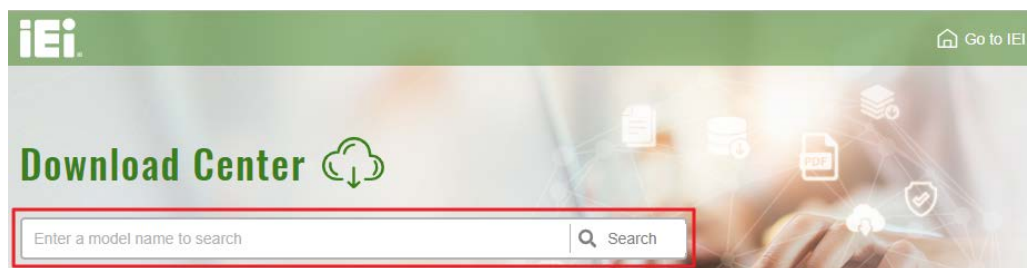 iEi.
Go to IEI
Download Center
PDF
Enter a model name to search
Search